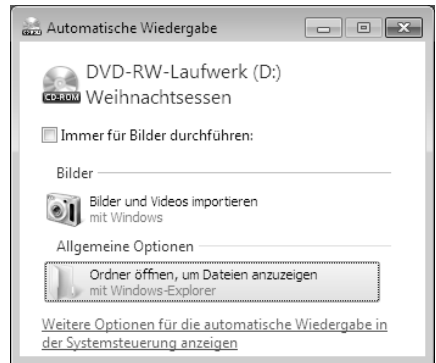 Automatische Wiedergabe
DVD-RW-Laufwerk (D:)
CD-ROM
Weihnachtsessen
Immer für Bilder durchführen:
Bilder
Bilder und Videos importieren
mit Windows
Allgemeine Optionen
Ordner öffnen, um Dateien anzuzeigen
mit Windows-Explorer
Weitere Optionen für die automatische Wiedergabe in
der Systemsteuerung anzeigen